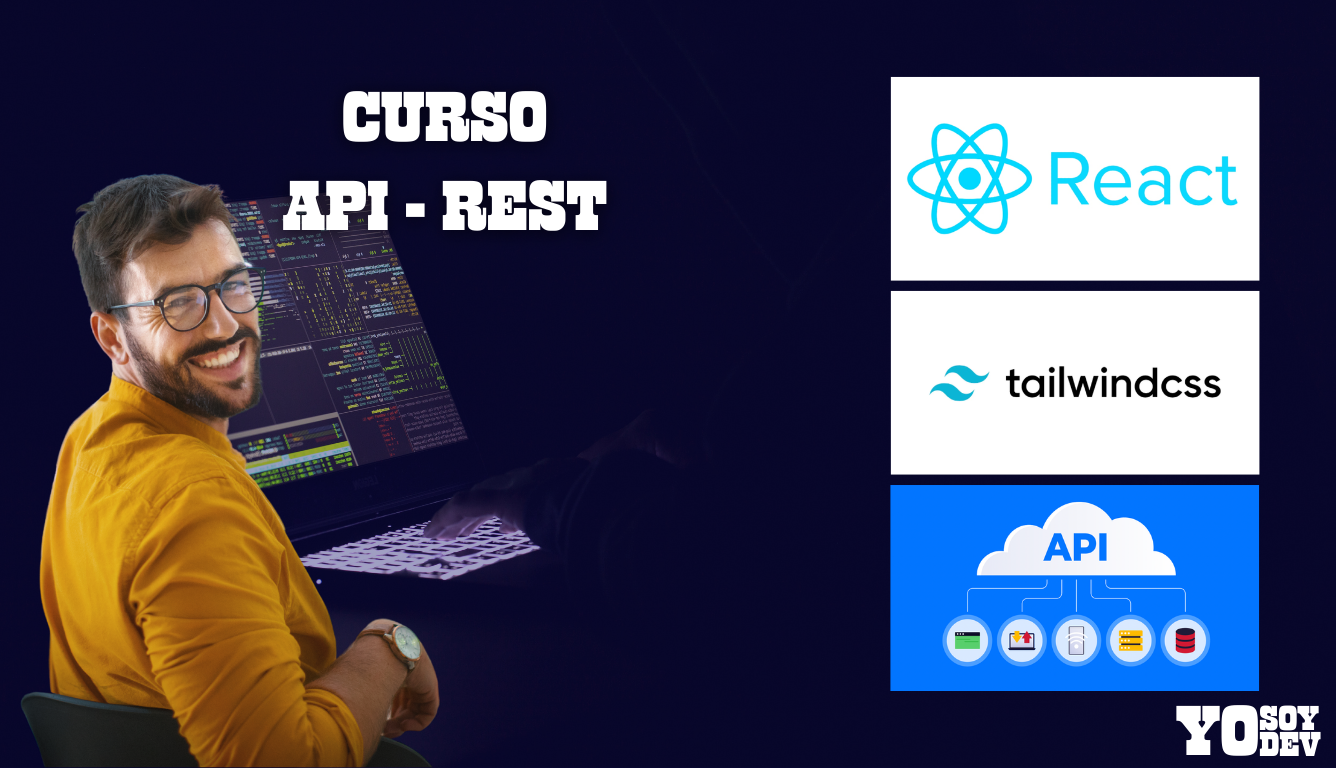 CURSO
API - REST
React
tailwindcss
API
YO SOY
DEV